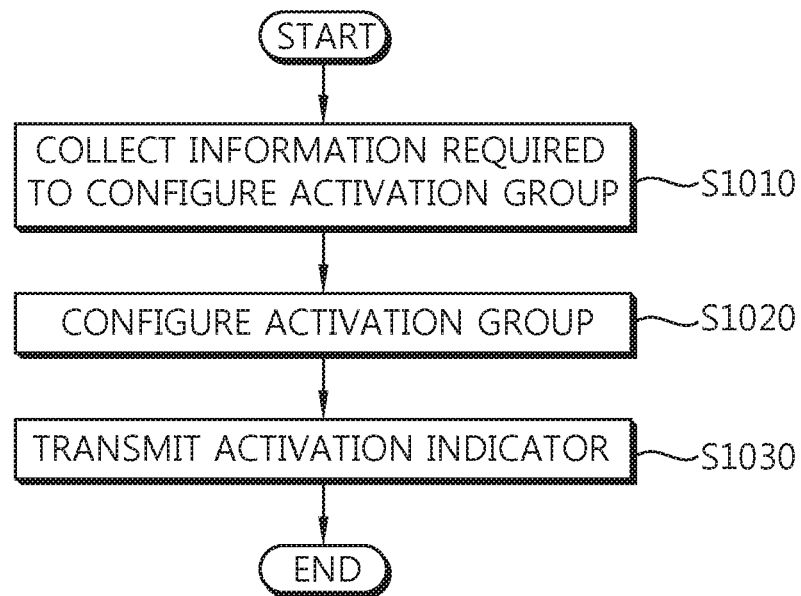 START
COLLECT INFORMATION REQUIRED
TO CONFIGURE ACTIVATION GROUP
S1010
CONFIGURE ACTIVATION GROUP
S1020
TRANSMIT ACTIVATION INDICATOR
S1030
END